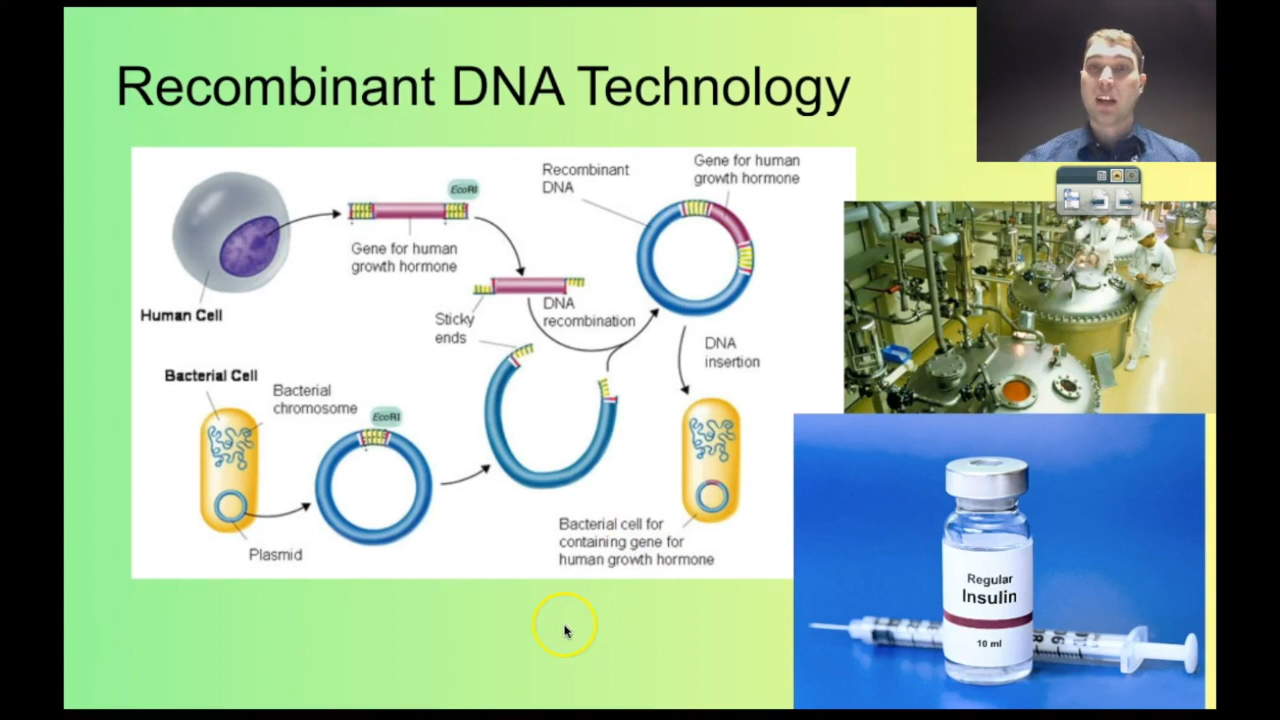 Recombinant DNA Technology
EcoRI
Gene for human
growth hormone
Human Cell
Recombinant
DNA
Gene for human
growth hormone
Sticky
ends
DNA
recombination
DNA
insertion
Bacterial Cell
Bacterial
chromosome
EcoRI
Plasmid
Bacterial cell for
containing gene for
human growth hormone
Regular
Insulin
10 ml